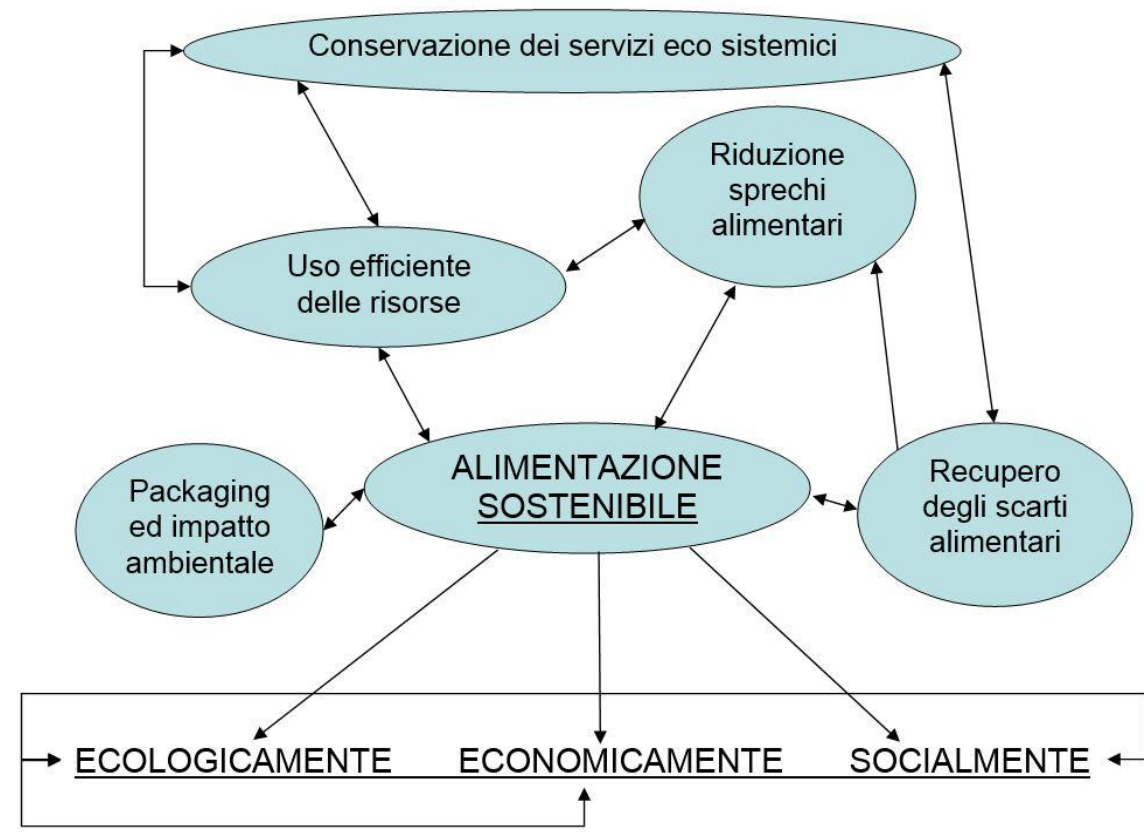 Conservazione dei servizi eco sistemici
Riduzione
sprechi
alimentari
Uso efficiente
delle risorse
ALIMENTAZIONE
SOSTENIBILE
Packaging
ed impatto
ambientale
Recupero
degli scarti
alimentari
ECOLOGICAMENTE ECONOMICAMENTE SOCIALMENTE